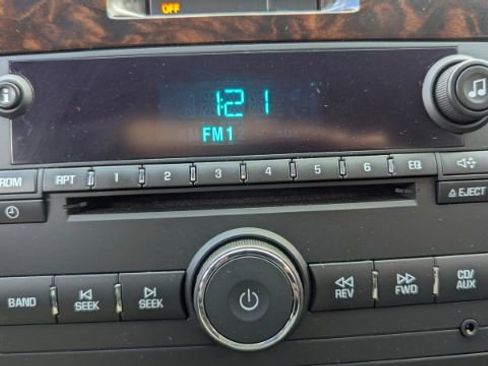 OFF
1:21
FM1
RDM RPT 1 2 3 4 5 6 EQ
EJECT
BAND SEEK SEEK REV FWD CD/
AUX